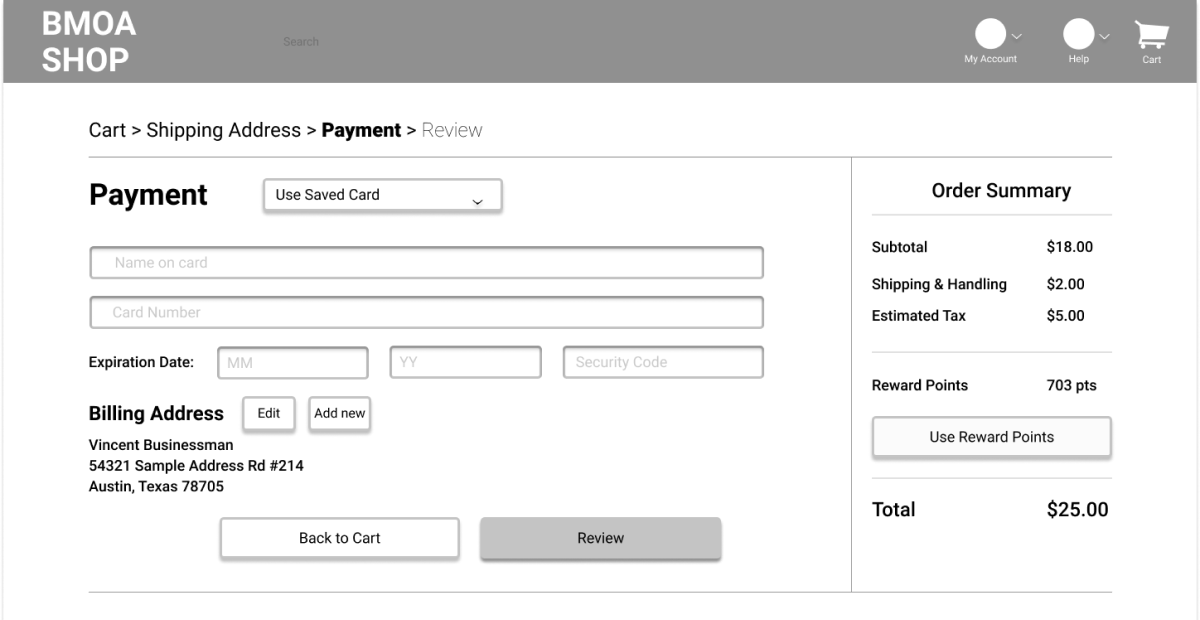 BMOA
SHOP
Search
My Account
Help
Cart
Cart > Shipping Address > Payment > Review
Payment
Use Saved Card
Name on card
Card Number
Expiration Date:
MM
YY
Security Code
Billing Address
Edit
Add new
Vincent Businessman
54321 Sample Address Rd #214
Austin, Texas 78705
Back to Cart
Review
Order Summary
Subtotal $18.00
Shipping & Handling $2.00
Estimated Tax $5.00
Reward Points 703 pts
Use Reward Points
Total $25.00